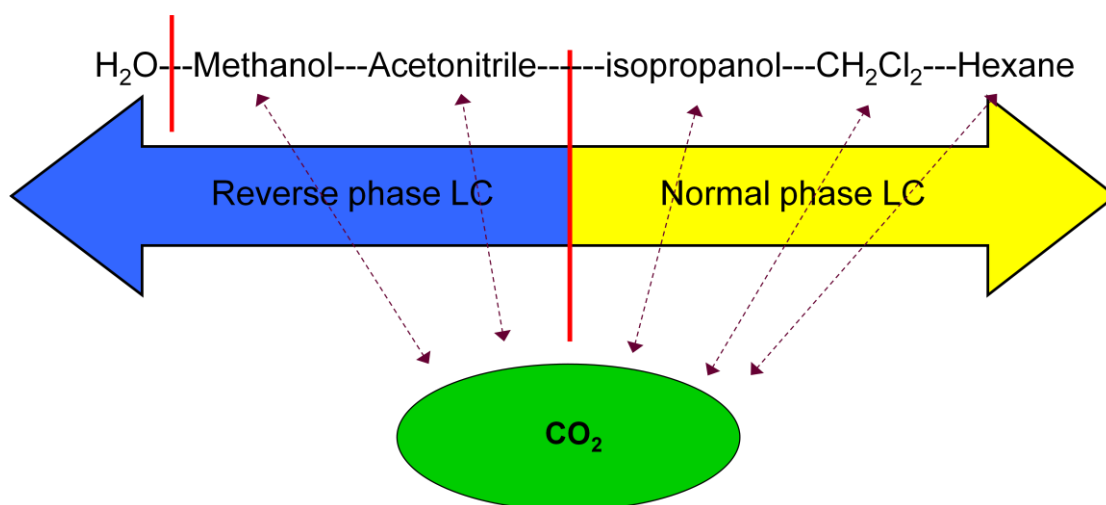 H₂O---Methanol---Acetonitrile------isopropanol---CH₂Cl₂---Hexane
Reverse phase LC Normal phase LC
CO₂